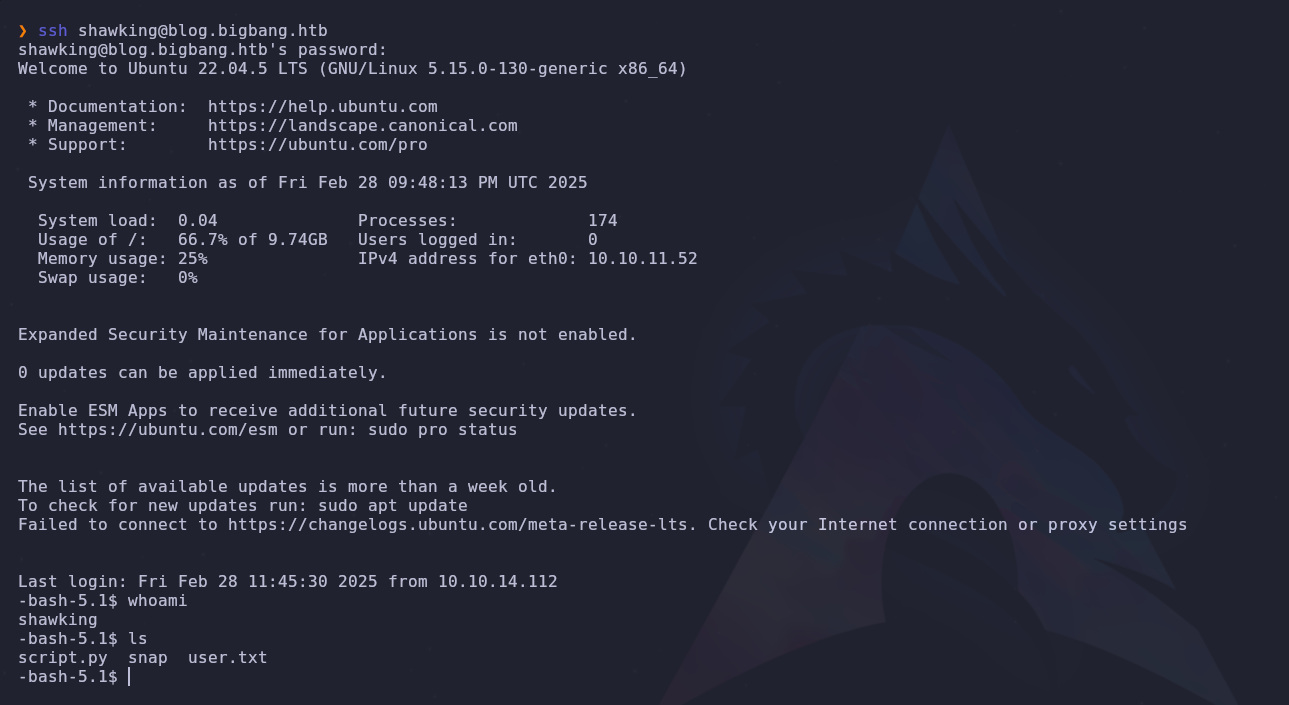 ❯ ssh shawking@blog.bigbang.htb
shawking@blog.bigbang.htb's password:
Welcome to Ubuntu 22.04.5 LTS (GNU/Linux 5.15.0-130-generic x86_64)
* Documentation:  https://help.ubuntu.com
* Management:     https://landscape.canonical.com
* Support:        https://ubuntu.com/pro
System information as of Fri Feb 28 09:48:13 PM UTC 2025
System load:  0.04               Processes:             174
Usage of /:   66.7% of 9.74GB   Users logged in:       0
Memory usage: 25%               IPv4 address for eth0: 10.10.11.52
Swap usage:   0%
Expanded Security Maintenance for Applications is not enabled.
0 updates can be applied immediately.
Enable ESM Apps to receive additional future security updates.
See https://ubuntu.com/esm or run: sudo pro status
The list of available updates is more than a week old.
To check for new updates run: sudo apt update
Failed to connect to https://changelogs.ubuntu.com/meta-release-lts. Check your Internet connection or proxy settings
Last login: Fri Feb 28 11:45:30 2025 from 10.10.14.112
-bash-5.1$ whoami
shawking
-bash-5.1$ ls
script.py  snap  user.txt
-bash-5.1$